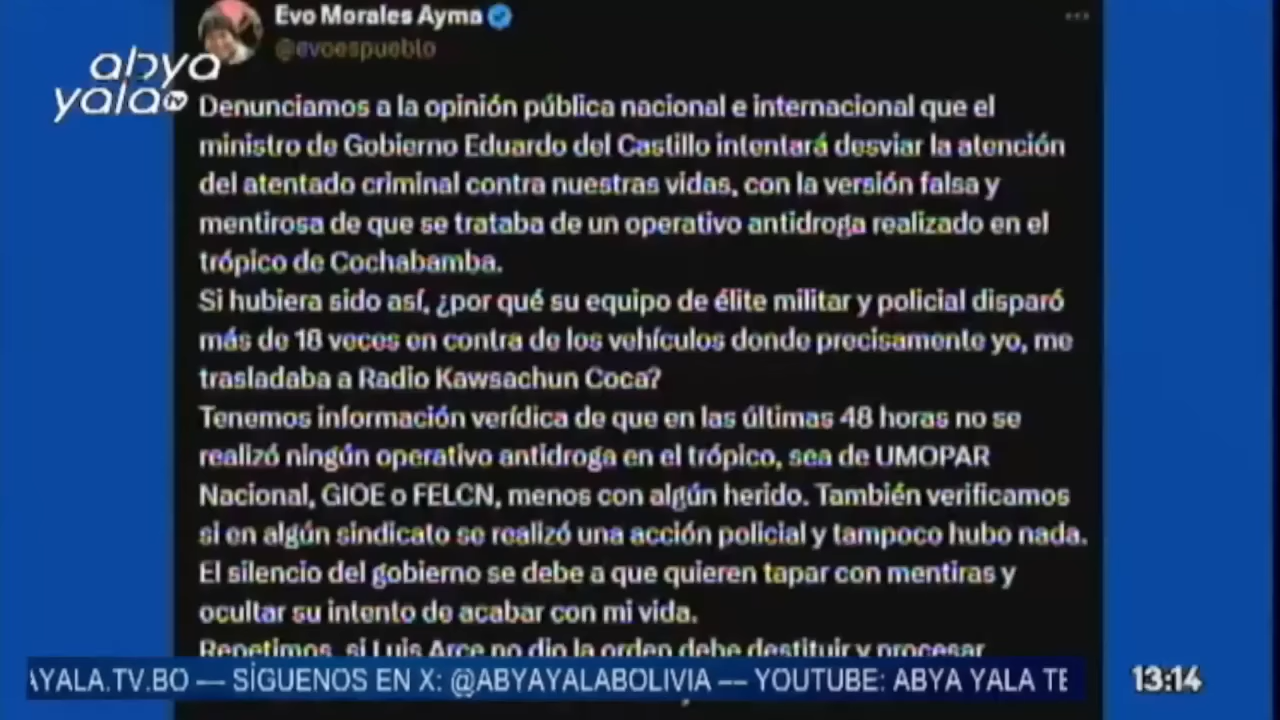 Evo Morales Ayma
@evoespueblo
abya
yala tv
Denunciamos a la opinión pública nacional e internacional que el
ministro de Gobierno Eduardo del Castillo intentará desviar la atención
del atentado criminal contra nuestras vidas, con la versión falsa y
mentirosa de que se trataba de un operativo antidroga realizado en el
trópico de Cochabamba.
Si hubiera sido así, ¿por qué su equipo de élite militar y policial disparó
más de 18 veces en contra de los vehículos donde precisamente yo, me
trasladaba a Radio Kawsachun Coca?
Tenemos información verídica de que en las últimas 48 horas no se
realizó ningún operativo antidroga en el trópico, sea de UMOPAR
Nacional, GIOE o FELCN, menos con algún herido. También verificamos
si en algún sindicato se realizó una acción policial y tampoco hubo nada.
El silencio del gobierno se debe a que quieren tapar con mentiras y
ocultar su intento de acabar con mi vida.
Repetimos, si Luis Arce no dio la orden debe destituir y procesar
AYALA.TV.BO — SÍGUENOS EN X: @ABYAYALABOLIVIA –– YOUTUBE: ABYA YALA TE
13:14